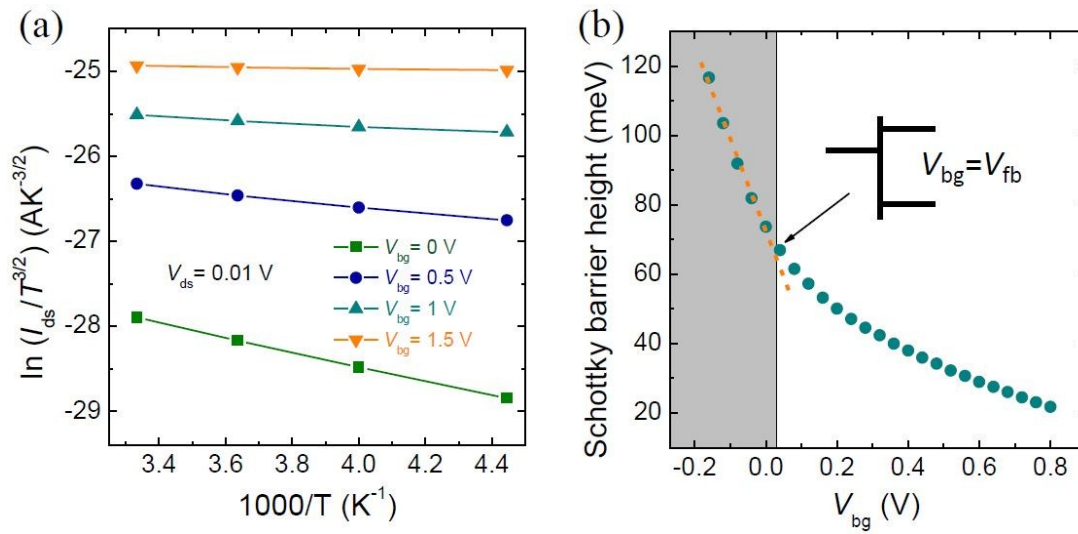 (a)
-25
-26
-27
-28
-29
ln (I_ds/T^3/2) (AK^-3/2)
V_ds = 0.01 V
V_bg= 0 V
V_bg= 0.5 V
V_bg= 1 V
V_bg= 1.5 V
3.4 3.6 3.8 4.0 4.2 4.4
1000/T (K^-1)
(b)
120
100
80
60
40
20
Schottky barrier height (meV)
V_bg=V_fb
-0.2 0.0 0.2 0.4 0.6 0.8
V_bg (V)